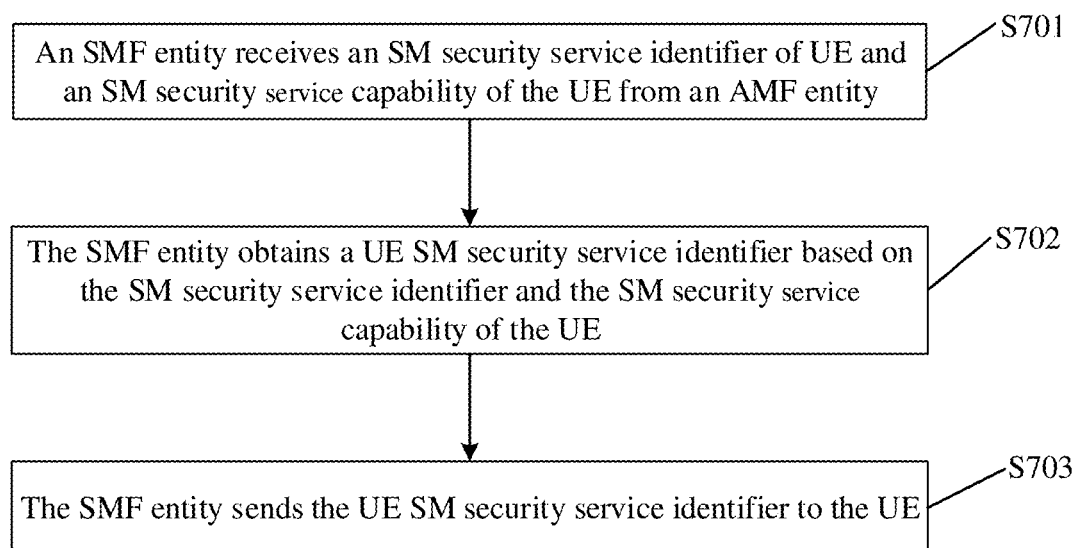 S701
An SMF entity receives an SM security service identifier of UE and
an SM security service capability of the UE from an AMF entity
S702
The SMF entity obtains a UE SM security service identifier based on
the SM security service identifier and the SM security service
capability of the UE
S703
The SMF entity sends the UE SM security service identifier to the UE